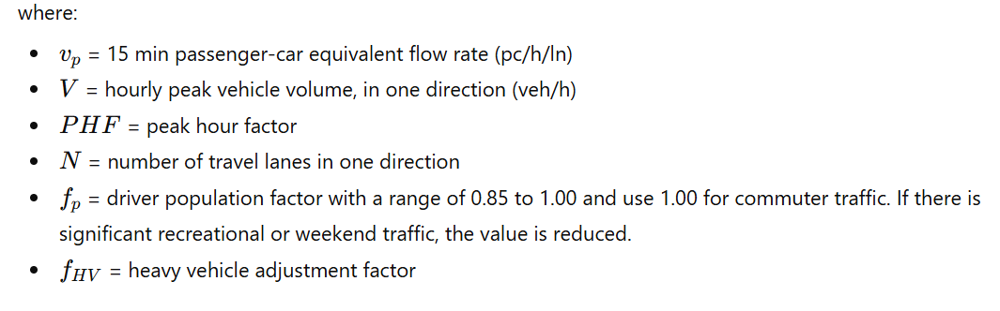 where:
• vₚ = 15 min passenger-car equivalent flow rate (pc/h/ln)
• V = hourly peak vehicle volume, in one direction (veh/h)
• PHF = peak hour factor
• N = number of travel lanes in one direction
• fₚ = driver population factor with a range of 0.85 to 1.00 and use 1.00 for commuter traffic. If there is
significant recreational or weekend traffic, the value is reduced.
• f_HV = heavy vehicle adjustment factor